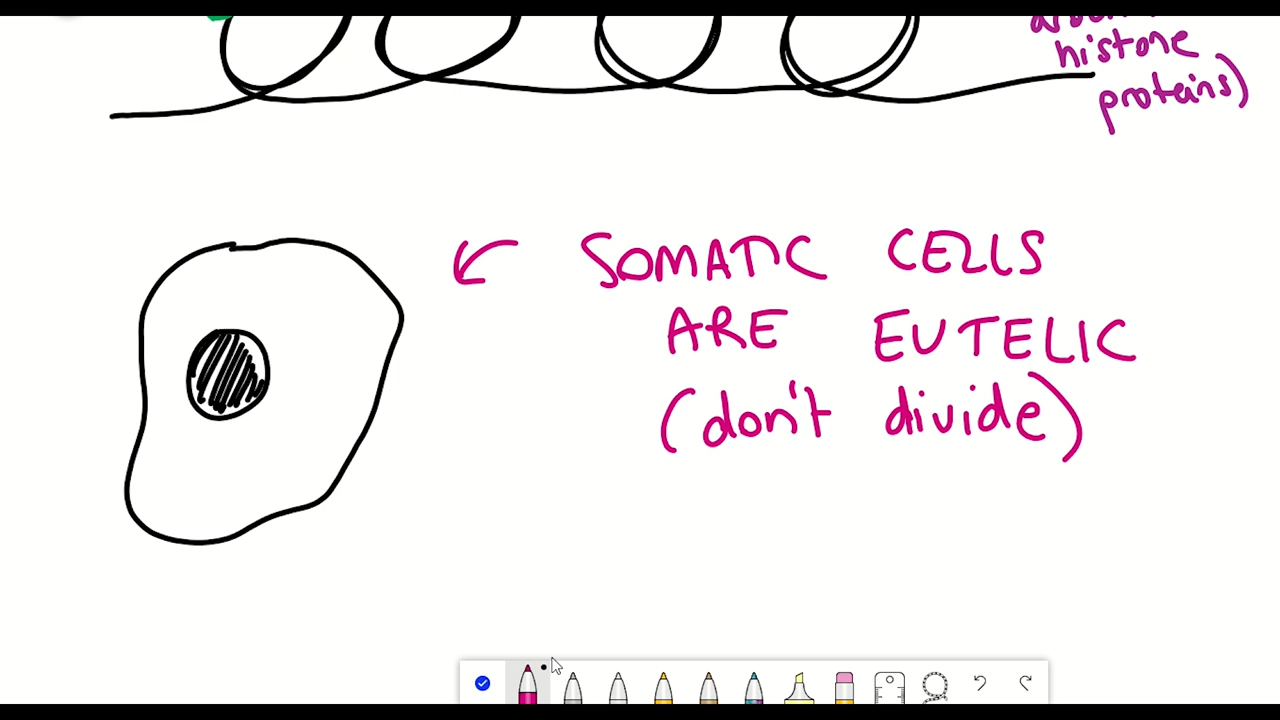 histone
proteins)
SOMATIC CELLS
ARE EUTELIC
(don't divide)